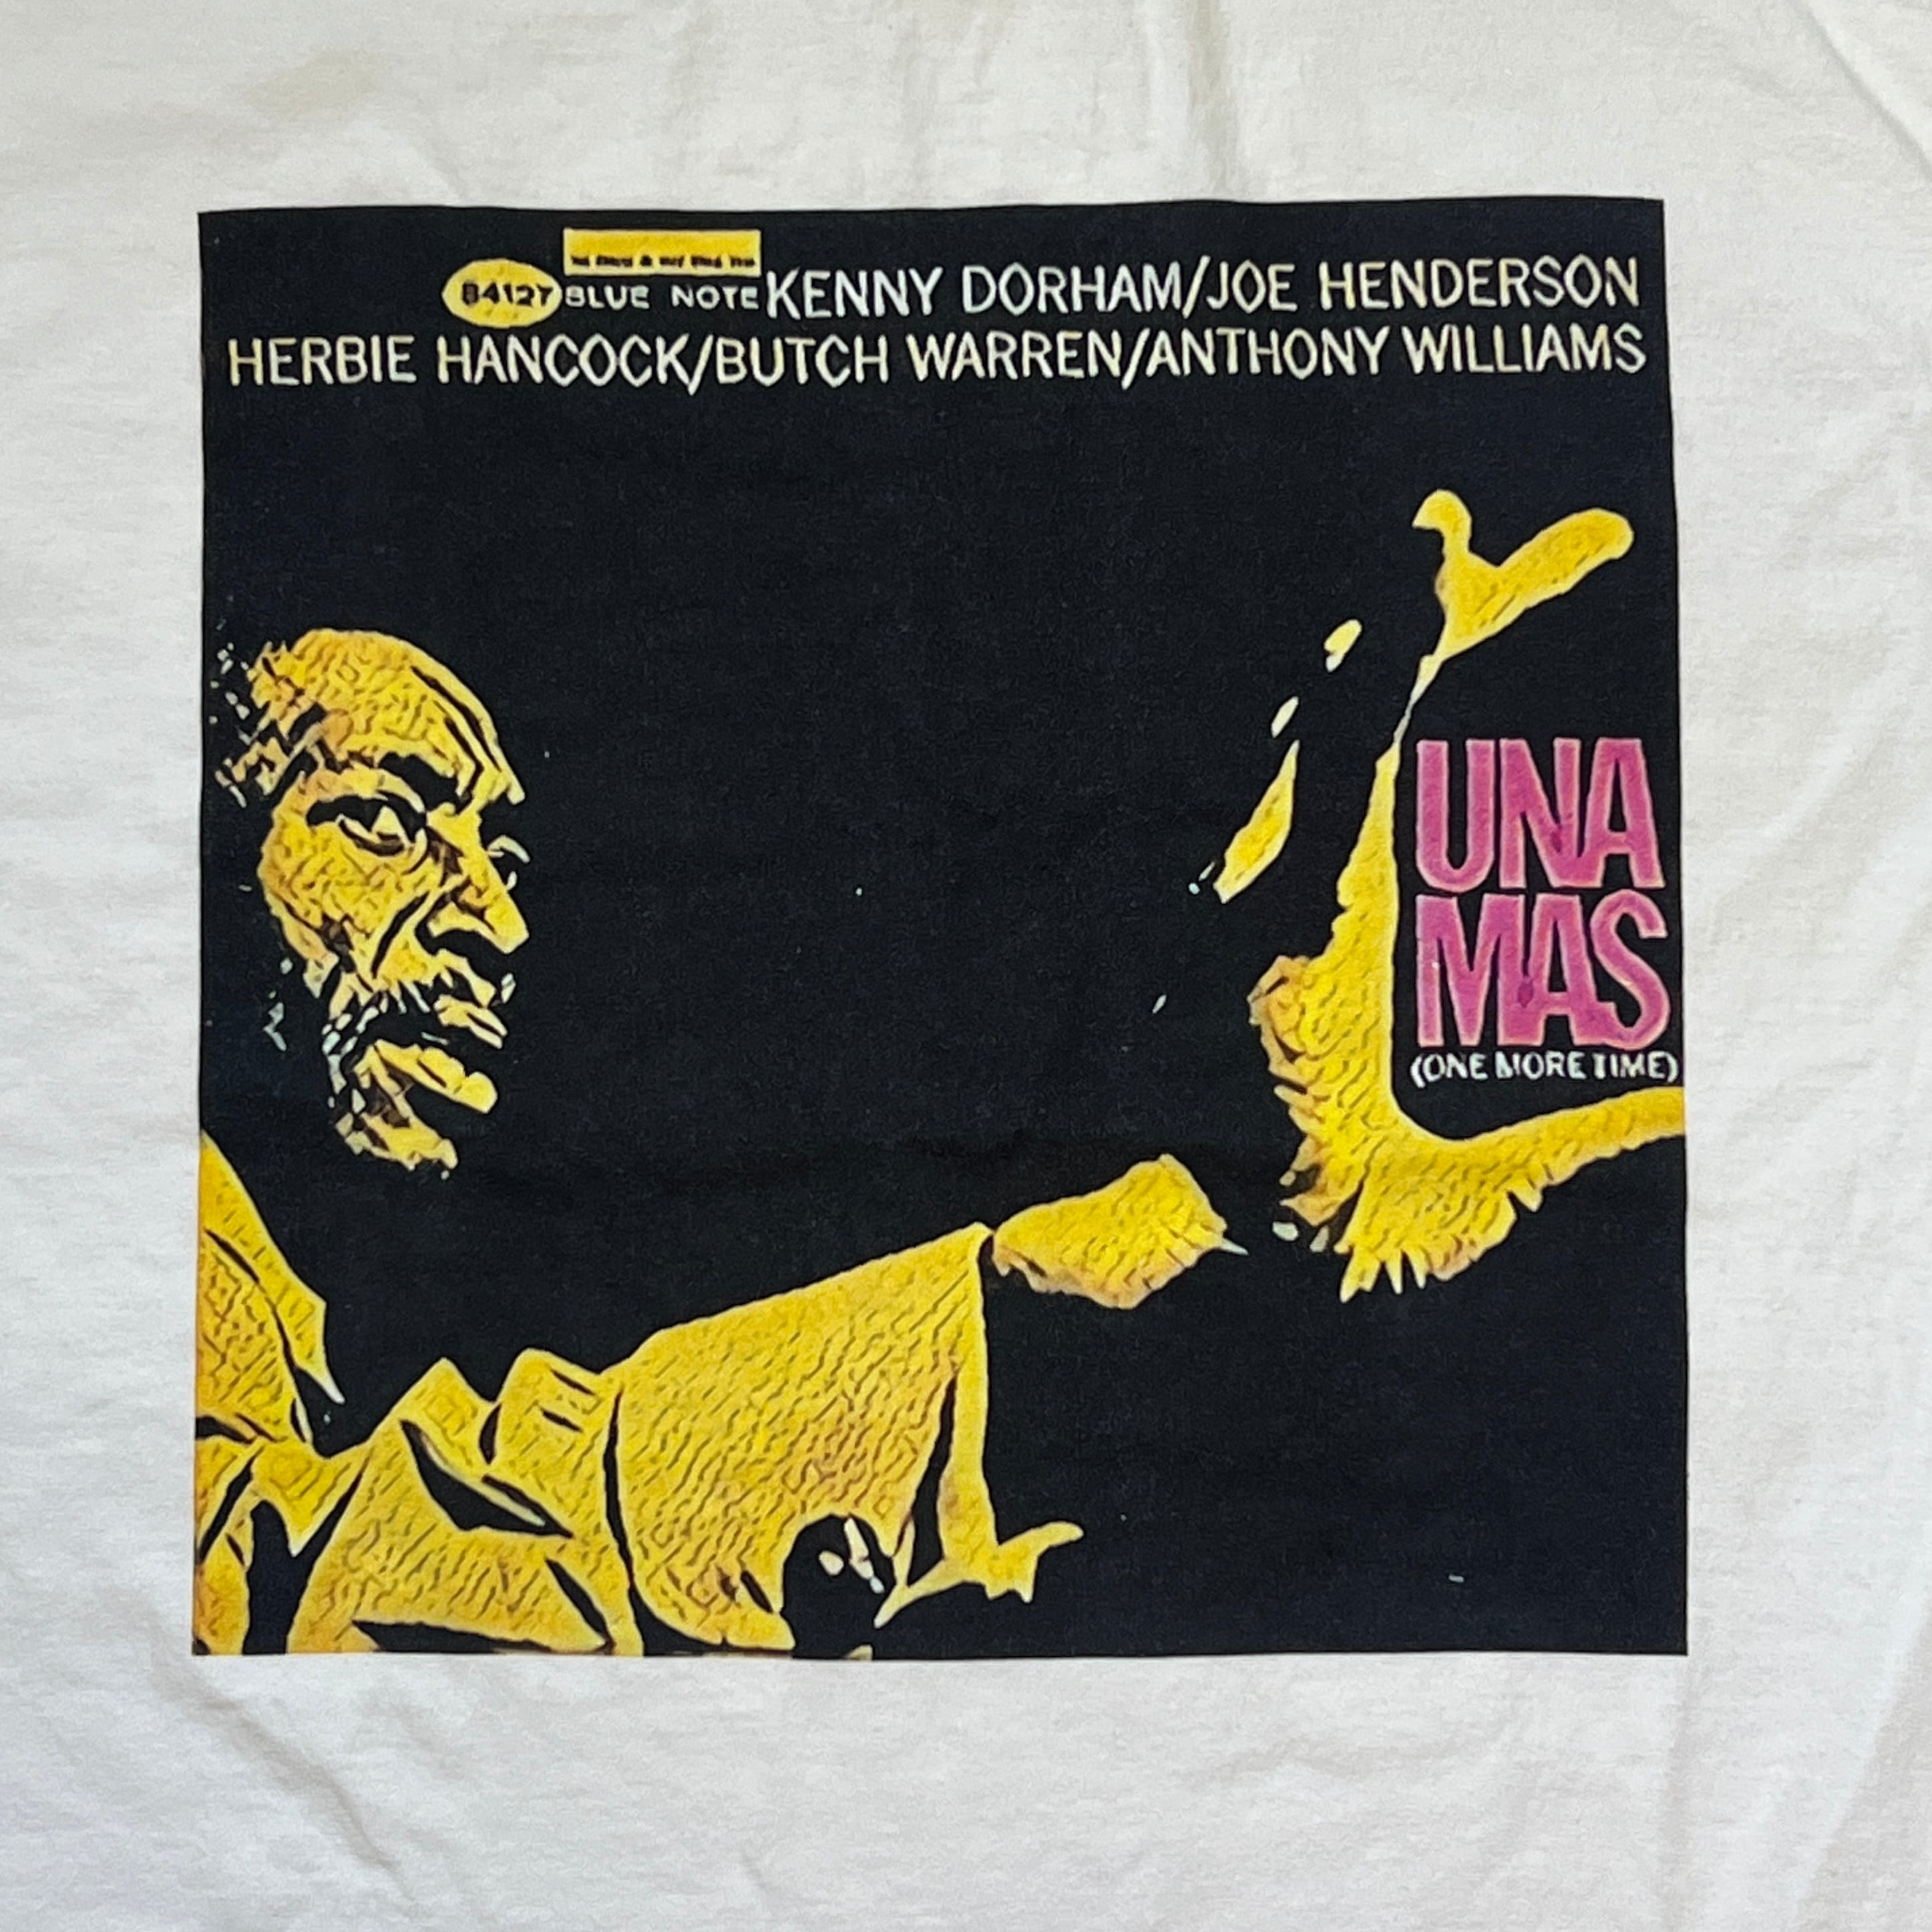 84127 BLUE NOTE KENNY DORHAM/JOE HENDERSON
HERBIE HANCOCK/BUTCH WARREN/ANTHONY WILLIAMS
UNA
MAS
(ONE MORE TIME)